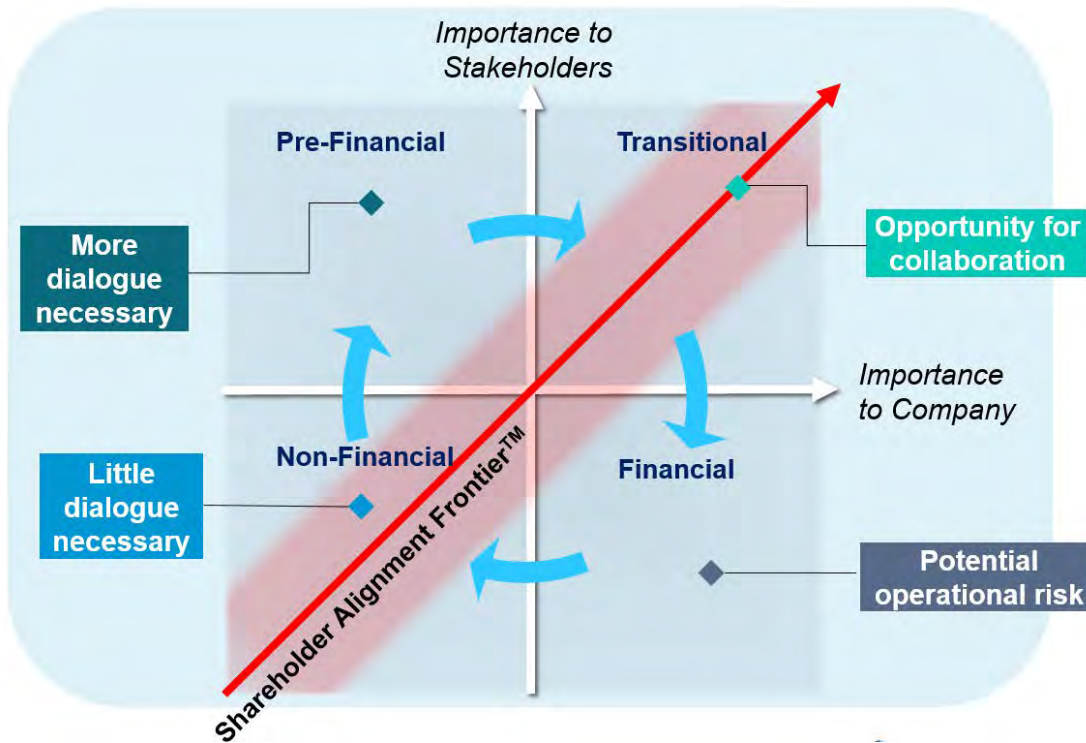 Importance to
Stakeholders
Pre-Financial
Transitional
More
dialogue
necessary
Opportunity for
collaboration
Importance
to Company
Non-Financial
Financial
Little
dialogue
necessary
Shareholder Alignment Frontier™
Potential
operational risk